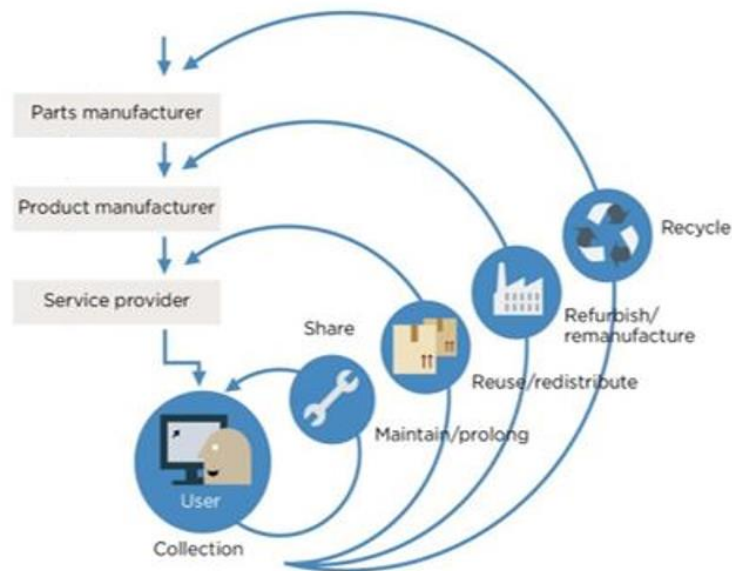 Parts manufacturer
Product manufacturer
Service provider
Recycle
Refurbish/
remanufacture
Share
Reuse/redistribute
Maintain/prolong
User
Collection